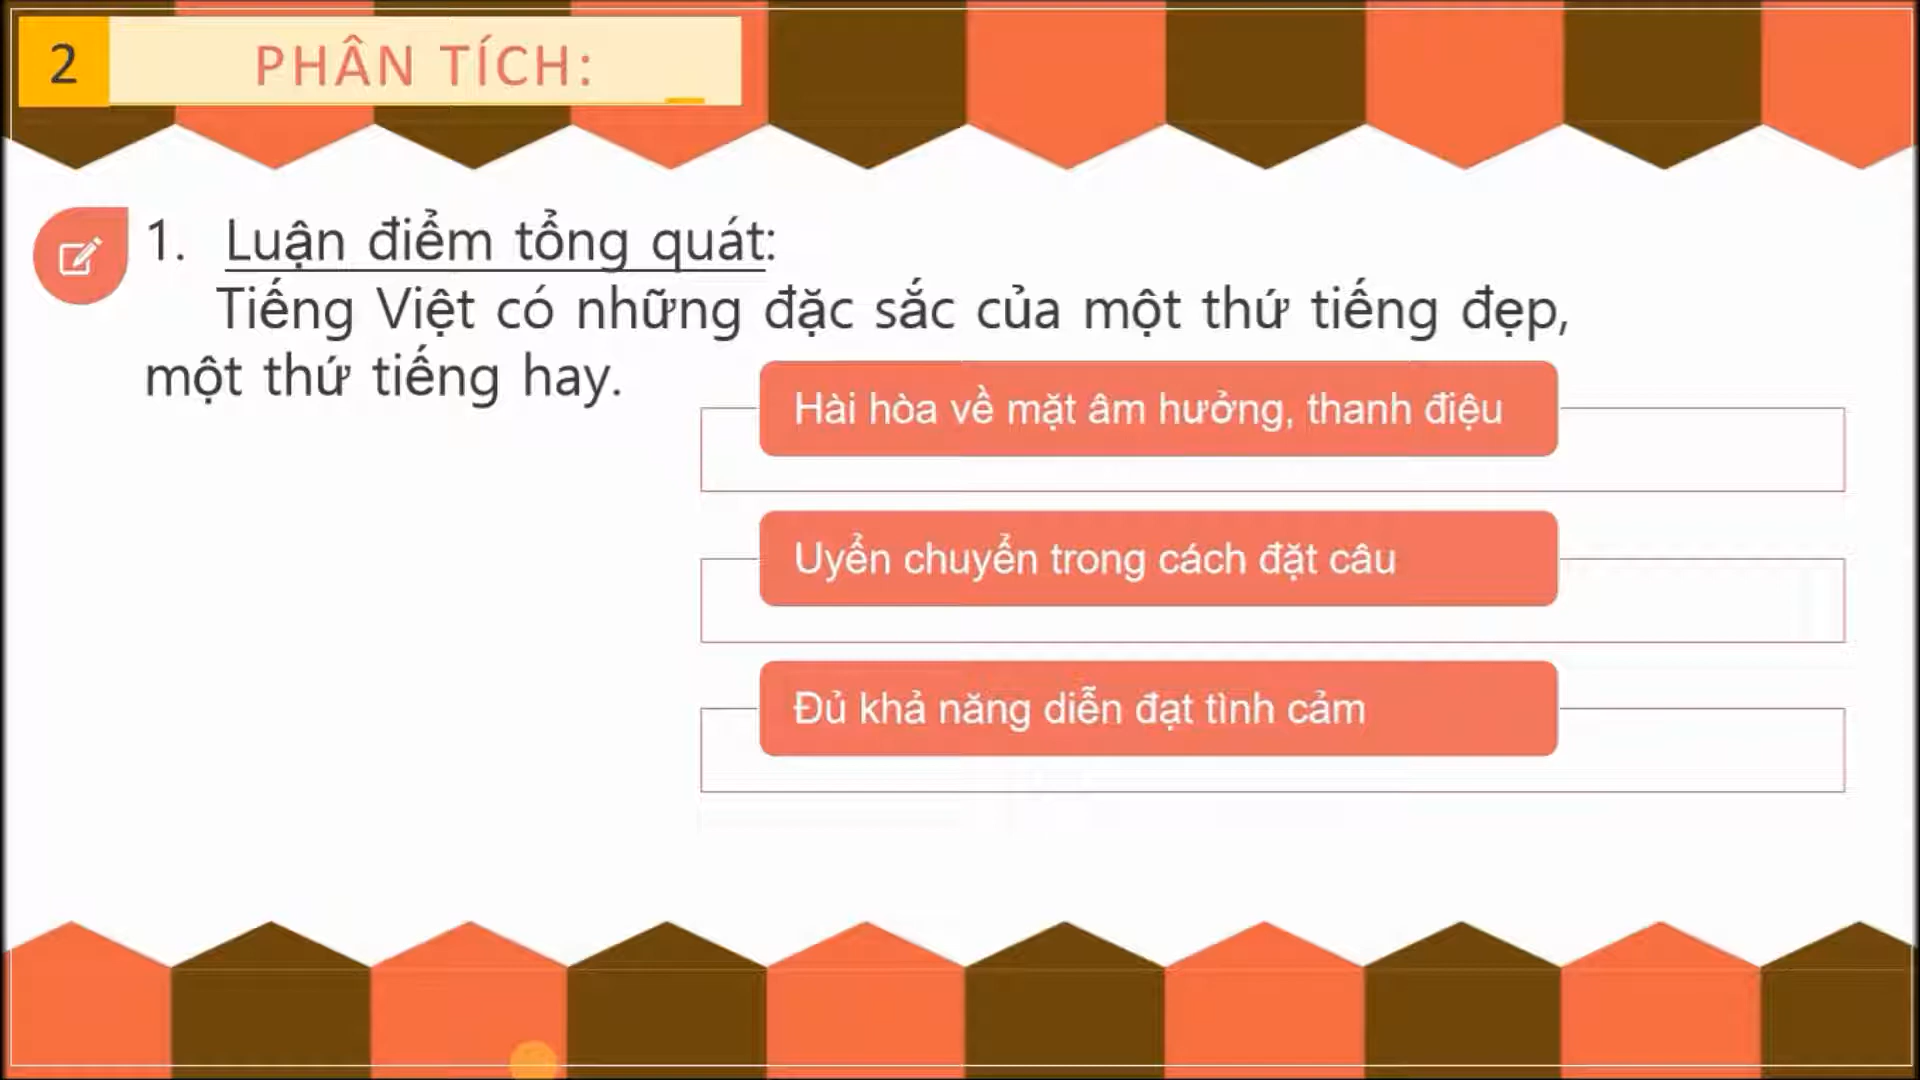 2
PHÂN TÍCH:
1. Luận điểm tổng quát:
Tiếng Việt có những đặc sắc của một thứ tiếng đẹp,
một thứ tiếng hay.
Hài hòa về mặt âm hưởng, thanh điệu
Uyển chuyển trong cách đặt câu
Đủ khả năng diễn đạt tình cảm